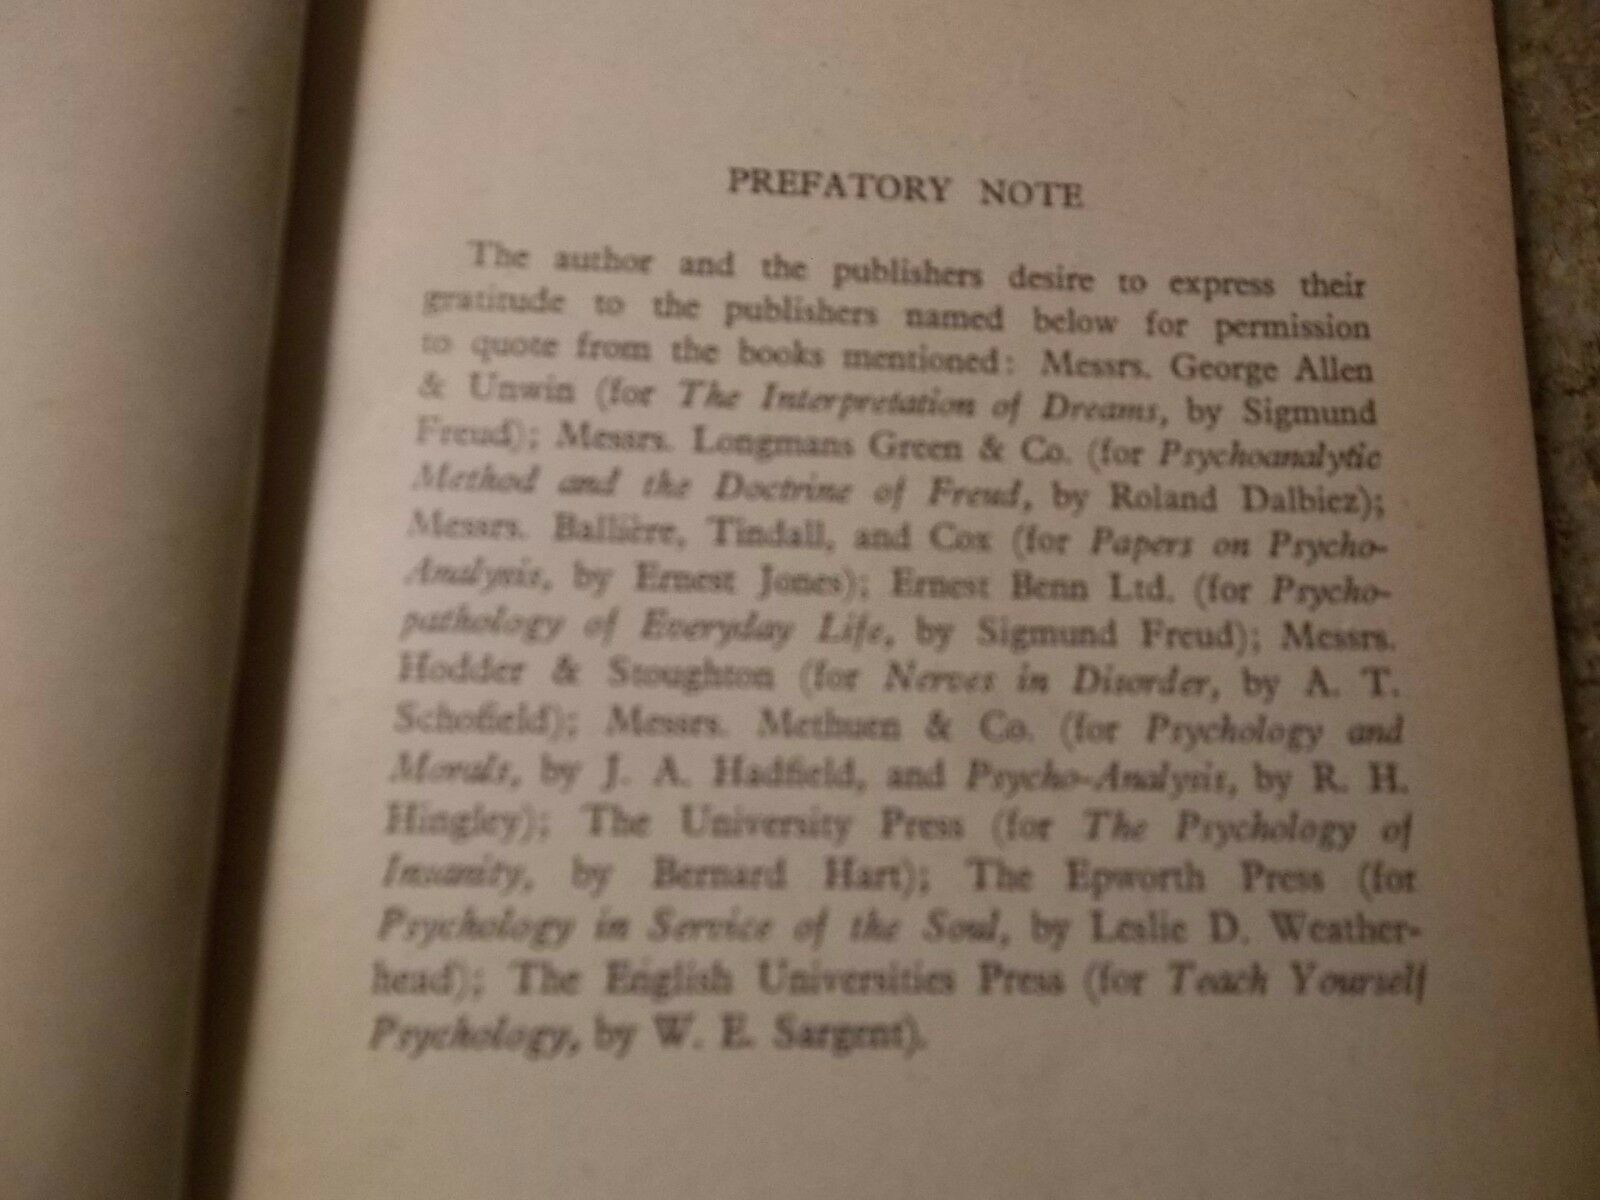 PREFATORY NOTE
The author and the publishers desire to express their
gratitude to the publishers named below for permission
to quote from the books mentioned: Messrs. George Allen
& Unwin (for The Interpretation of Dreams, by Sigmund
Freud); Messrs. Longmans Green & Co. (for Psychoanalytic
Method and the Doctrine of Freud, by Roland Dalbiez);
Messrs. Ballière, Tindall, and Cox (for Papers on Psycho-
Analysis, by Ernest Jones); Ernest Benn Ltd. (for Psycho-
pathology of Everyday Life, by Sigmund Freud); Messrs.
Hodder & Stoughton (for Nerves in Disorder, by A. T.
Schofield); Messrs. Methuen & Co. (for Psychology and
Morals, by J. A. Hadfield, and Psycho-Analysis, by R. H.
Hingley); The University Press (for The Psychology of
Insanity, by Bernard Hart); The Epworth Press (for
Psychology in Service of the Soul, by Leslie D. Weather-
head); The English Universities Press (for Teach Yourself
Psychology, by W. E. Sargent).